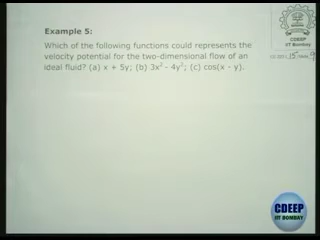 Example 5:
Which of the following functions could represents the
velocity potential for the two-dimensional flow of an
ideal fluid? (a) x + 5y; (b) 3x² - 4y²; (c) cos(x - y).
CDEEP
IIT Bombay
CDEEP
IIT BOMBAY